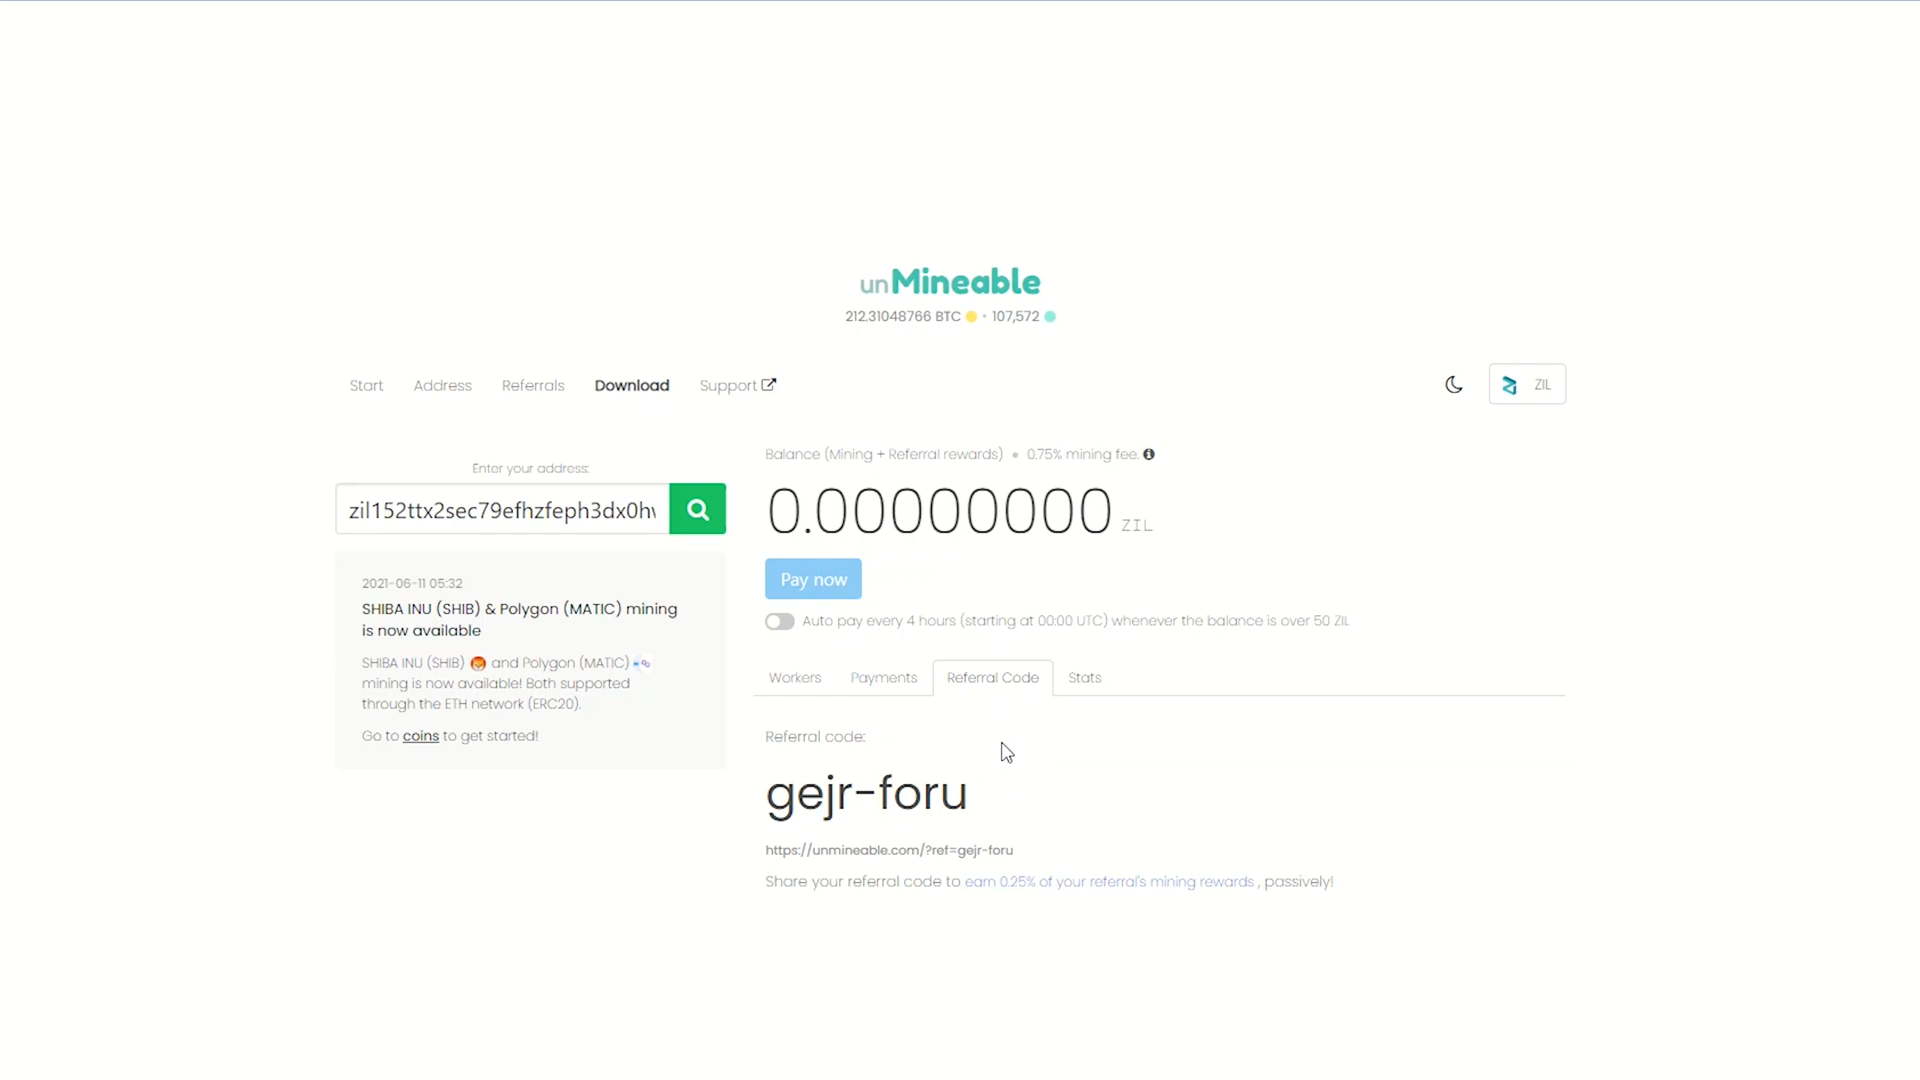 unMineable
212.31048766 BTC • 107,572
Start Address Referrals Download Support ZIL
Enter your address:
zil152ttx2sec79efhzfeph3dx0h
2021-06-11 05:32
SHIBA INU (SHIB) & Polygon (MATIC) mining
is now available
SHIBA INU (SHIB) and Polygon (MATIC)
mining is now available! Both supported
through the ETH network (ERC20).
Go to coins to get started!
Balance (Mining + Referral rewards) • 0.75% mining fee.
0.00000000 ZIL
Pay now
Auto pay every 4 hours (starting at 00:00 UTC) whenever the balance is over 50 ZIL
Workers Payments Referral Code Stats
Referral code:
gejr-foru
https://unmineable.com/?ref=gejr-foru
Share your referral code to earn 0.25% of your referral's mining rewards , passively!